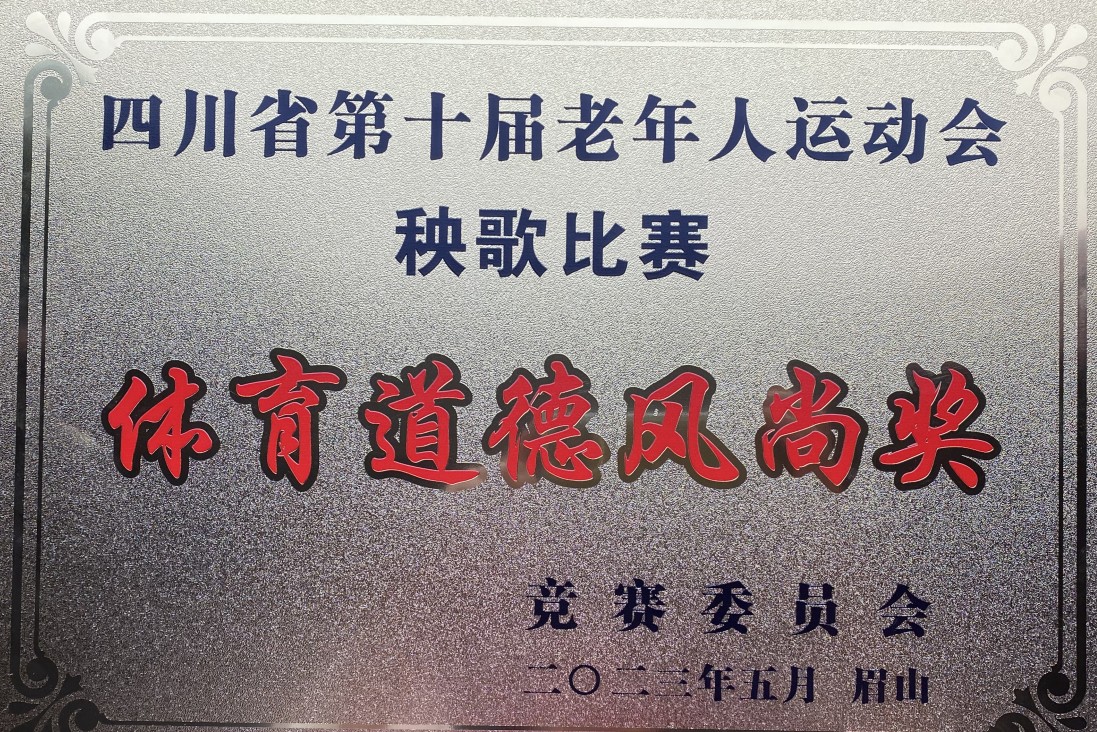 四川省第十届老年人运动会
秧歌比赛
体育道德风尚奖
竞赛委员会
二〇二三年五月 眉山